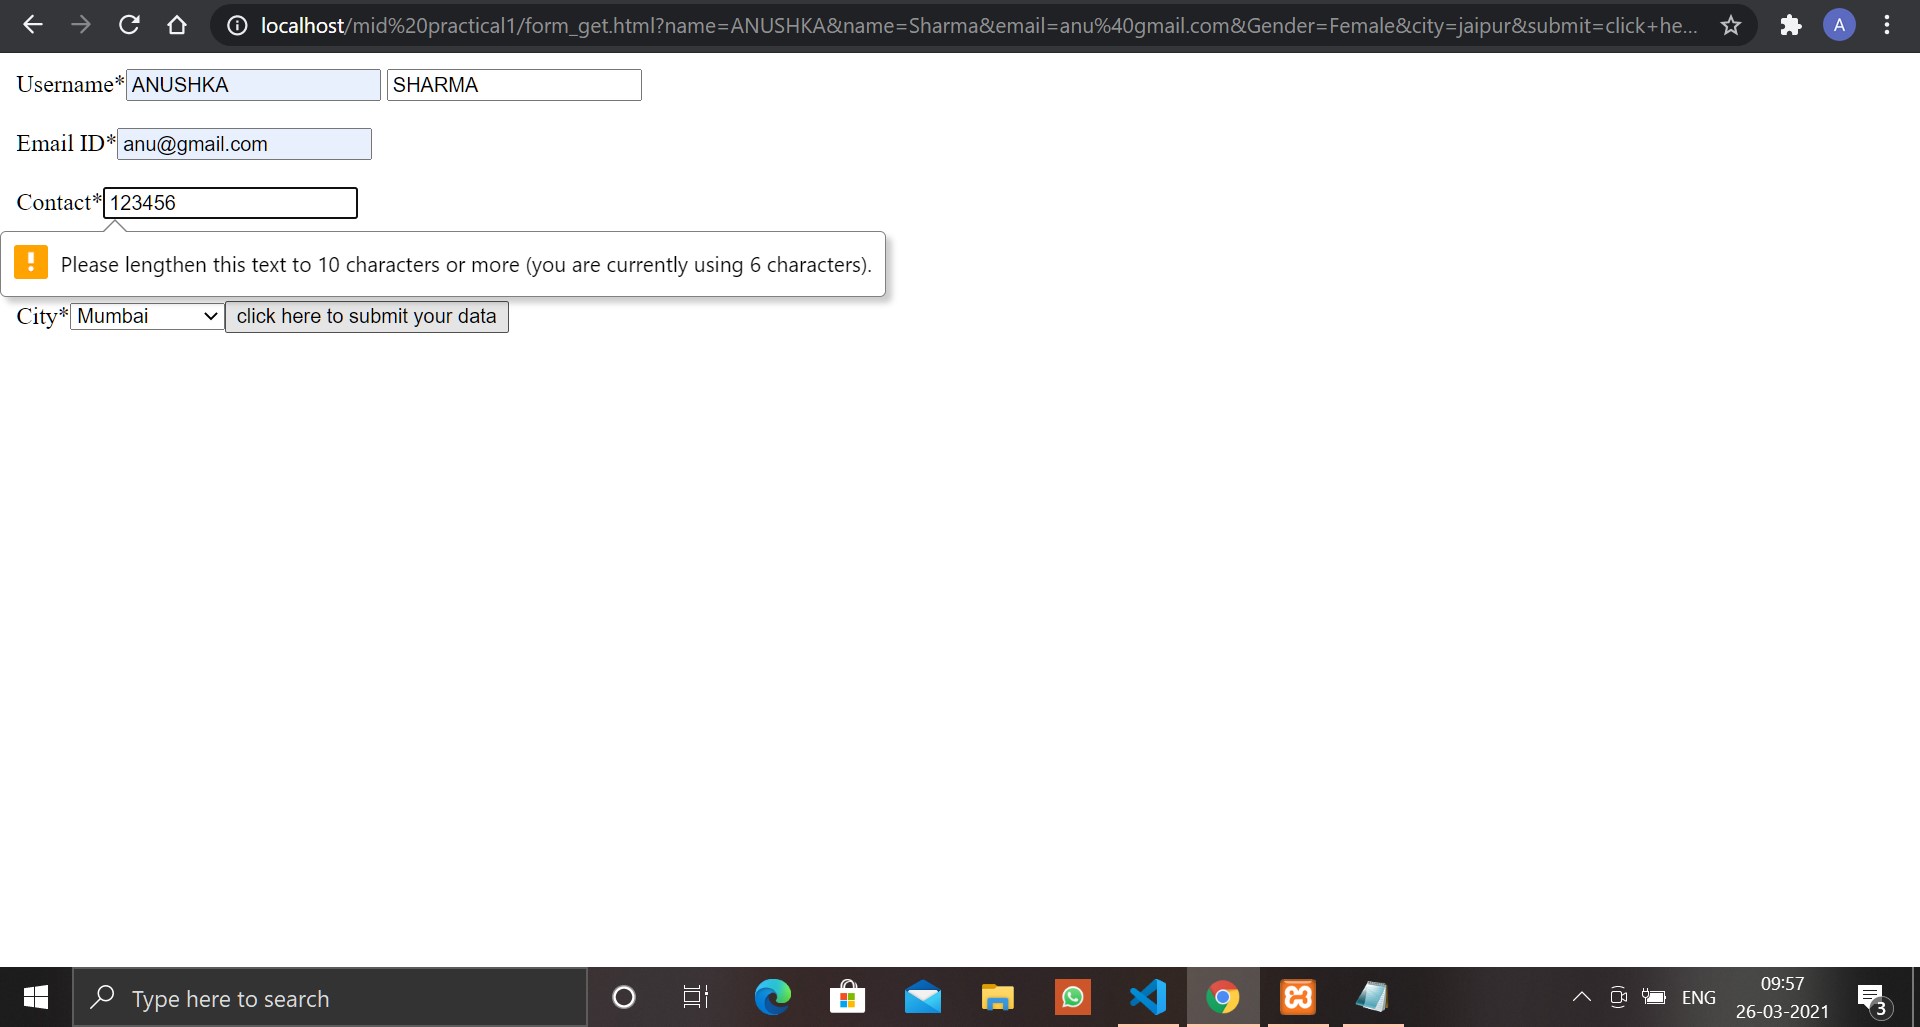 localhost/mid%20practical1/form_get.html?name=ANUSHKA&name=Sharma&email=anu%40gmail.com&Gender=Female&city=jaipur&submit=click+he...
A
Username* ANUSHKA SHARMA
Email ID* anu@gmail.com
Contact* 123456
Please lengthen this text to 10 characters or more (you are currently using 6 characters).
City* Mumbai click here to submit your data
Type here to search
ENG
09:57
26-03-2021
3